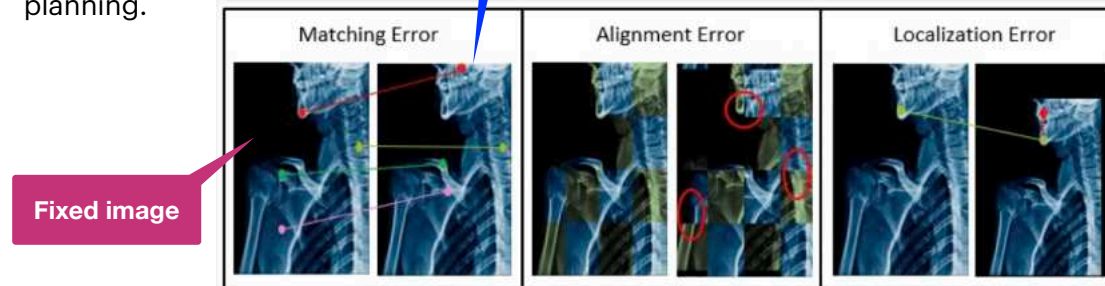 planning.
Matching Error
Alignment Error
Localization Error
Fixed image